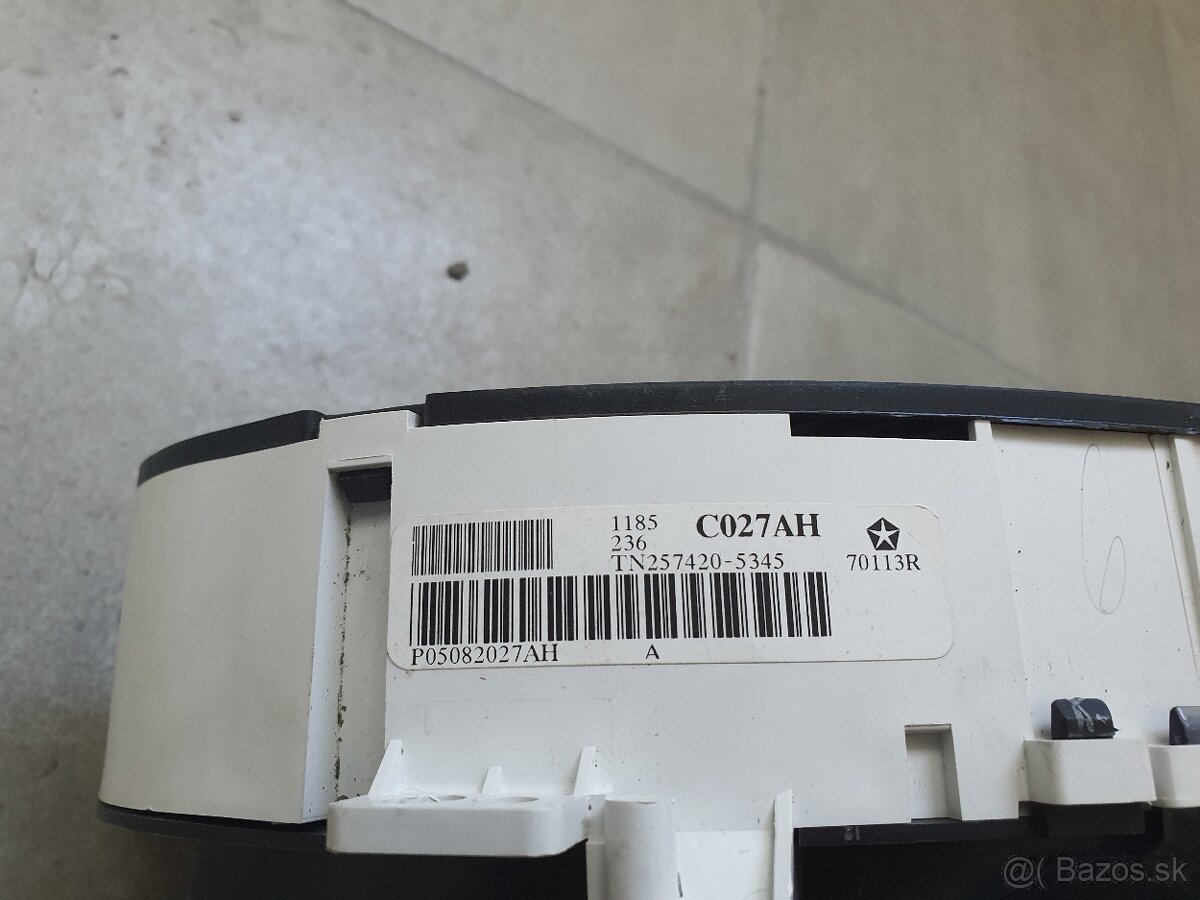 1185 C027AH
236
TN257420-5345 70113R
P05082027AH A
@( Bazos.sk